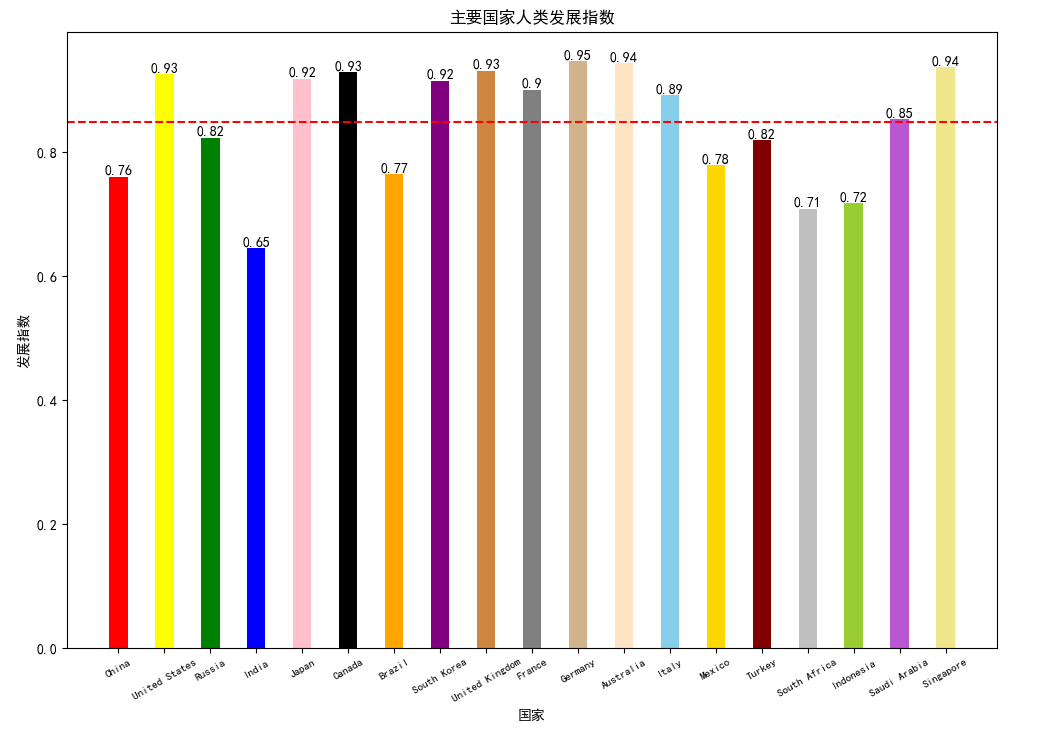 主要国家人类发展指数
发展指数
0.8
0.6
0.4
0.2
0.0
0.76
0.93
0.82
0.65
0.92
0.93
0.77
0.92
0.93
0.9
0.95
0.94
0.89
0.78
0.82
0.71
0.72
0.85
0.94
China
United States
Russia
India
Japan
Canada
Brazil
South Korea
United Kingdom
France
Germany
Australia
Italy
Mexico
Turkey
South Africa
Indonesia
Saudi Arabia
Singapore
国家